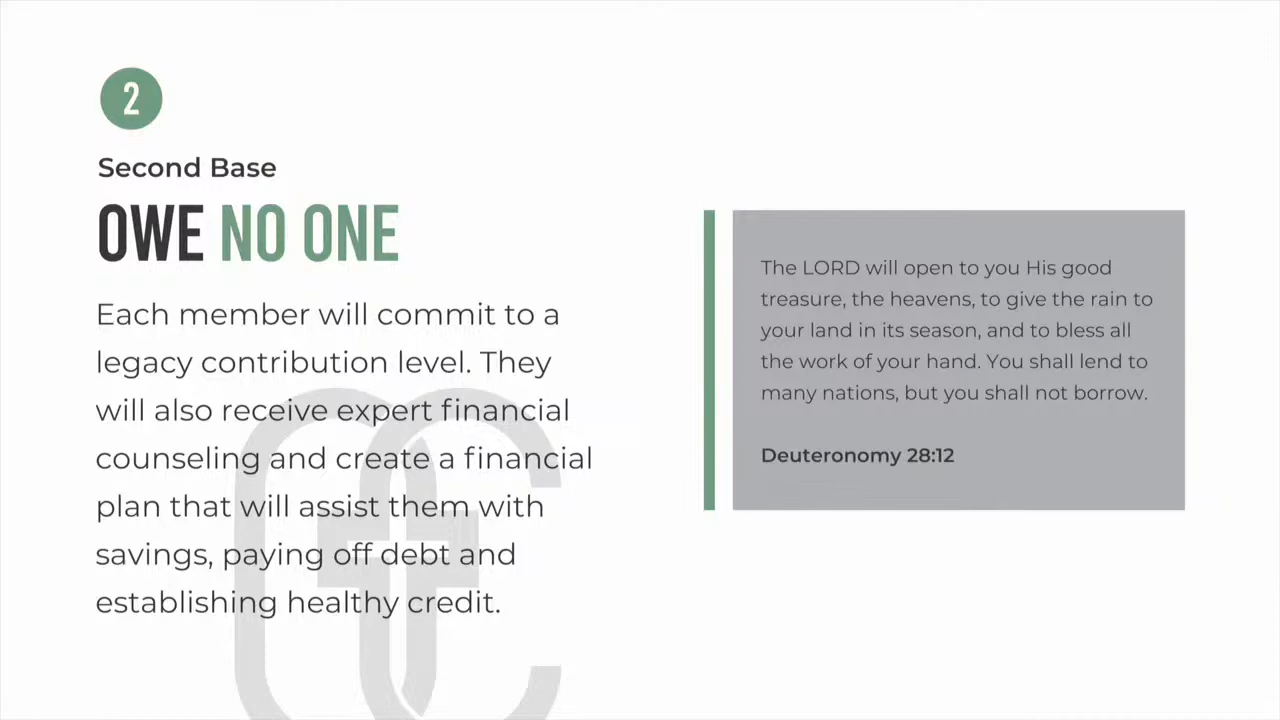 2
Second Base
OWE NO ONE
Each member will commit to a
legacy contribution level. They
will also receive expert financial
counseling and create a financial
plan that will assist them with
savings, paying off debt and
establishing healthy credit.
The LORD will open to you His good
treasure, the heavens, to give the rain to
your land in its season, and to bless all
the work of your hand. You shall lend to
many nations, but you shall not borrow.
Deuteronomy 28:12